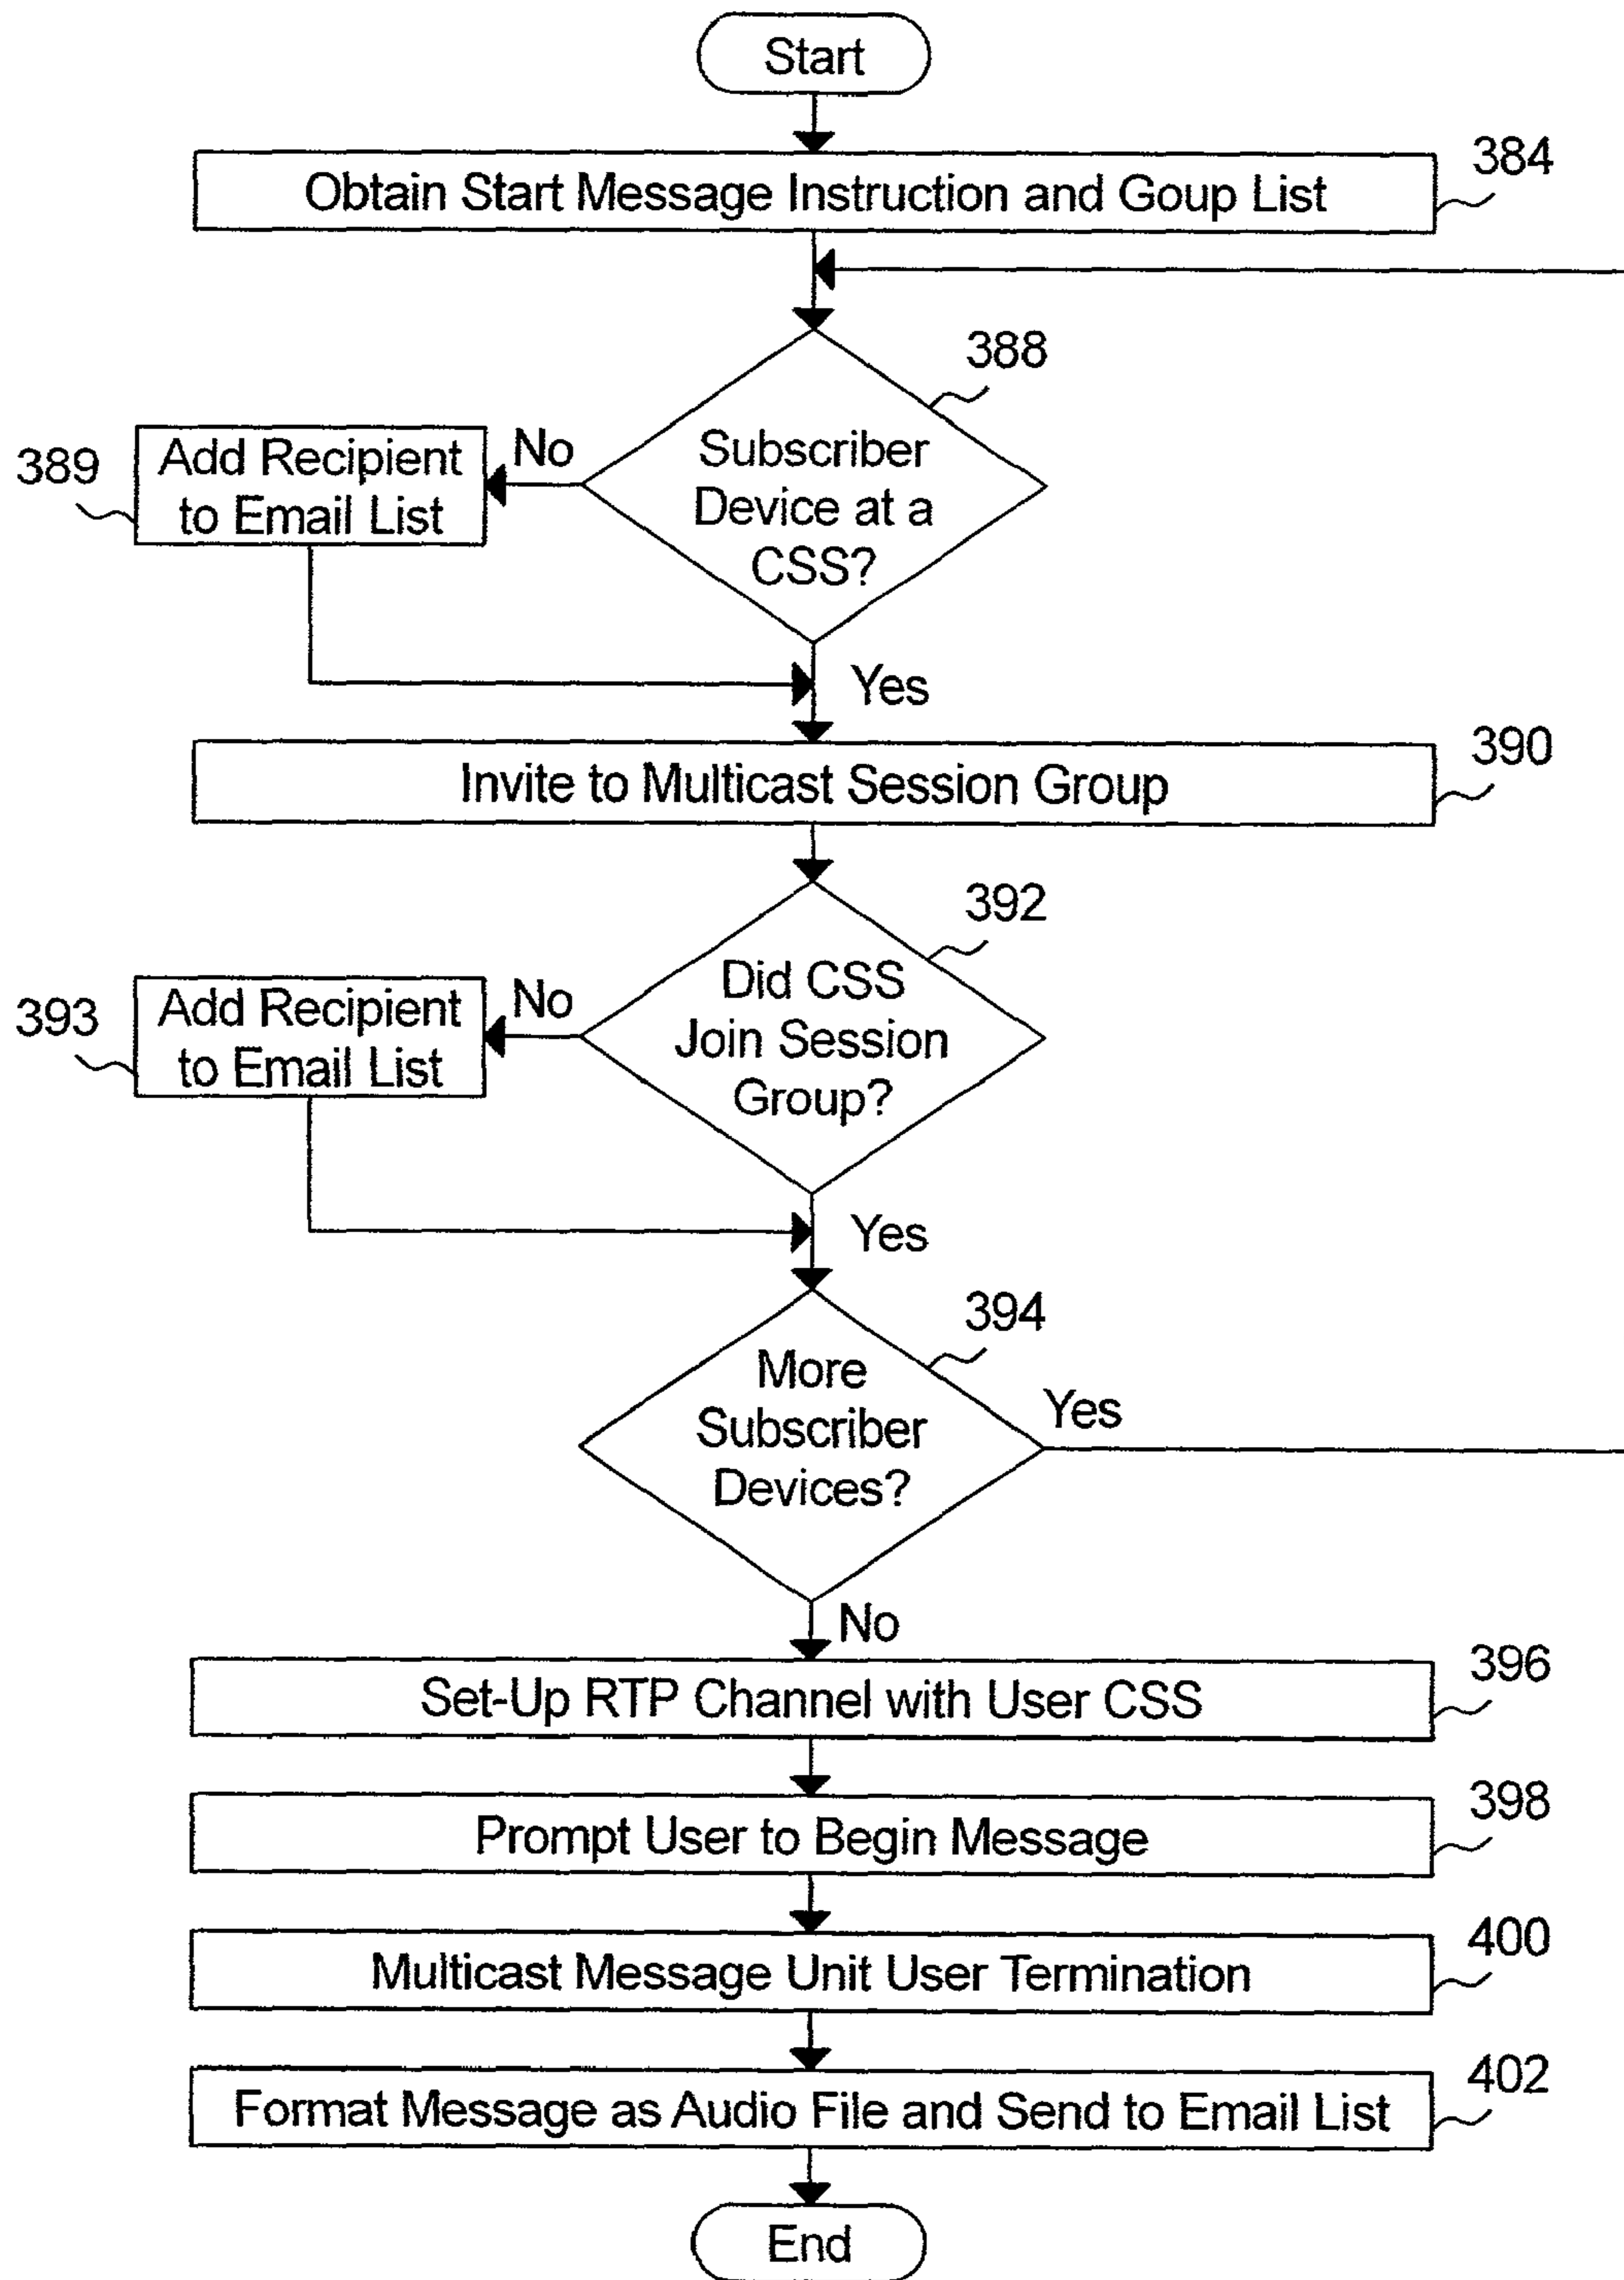 Start
Obtain Start Message Instruction and Goup List
384
388
Subscriber
Device at a
CSS?
No
Add Recipient
to Email List
389
Yes
Invite to Multicast Session Group
390
392
Did CSS
Join Session
Group?
No
Add Recipient
to Email List
393
Yes
394
More
Subscriber
Devices?
Yes
No
Set-Up RTP Channel with User CSS
396
Prompt User to Begin Message
398
Multicast Message Unit User Termination
400
Format Message as Audio File and Send to Email List
402
End